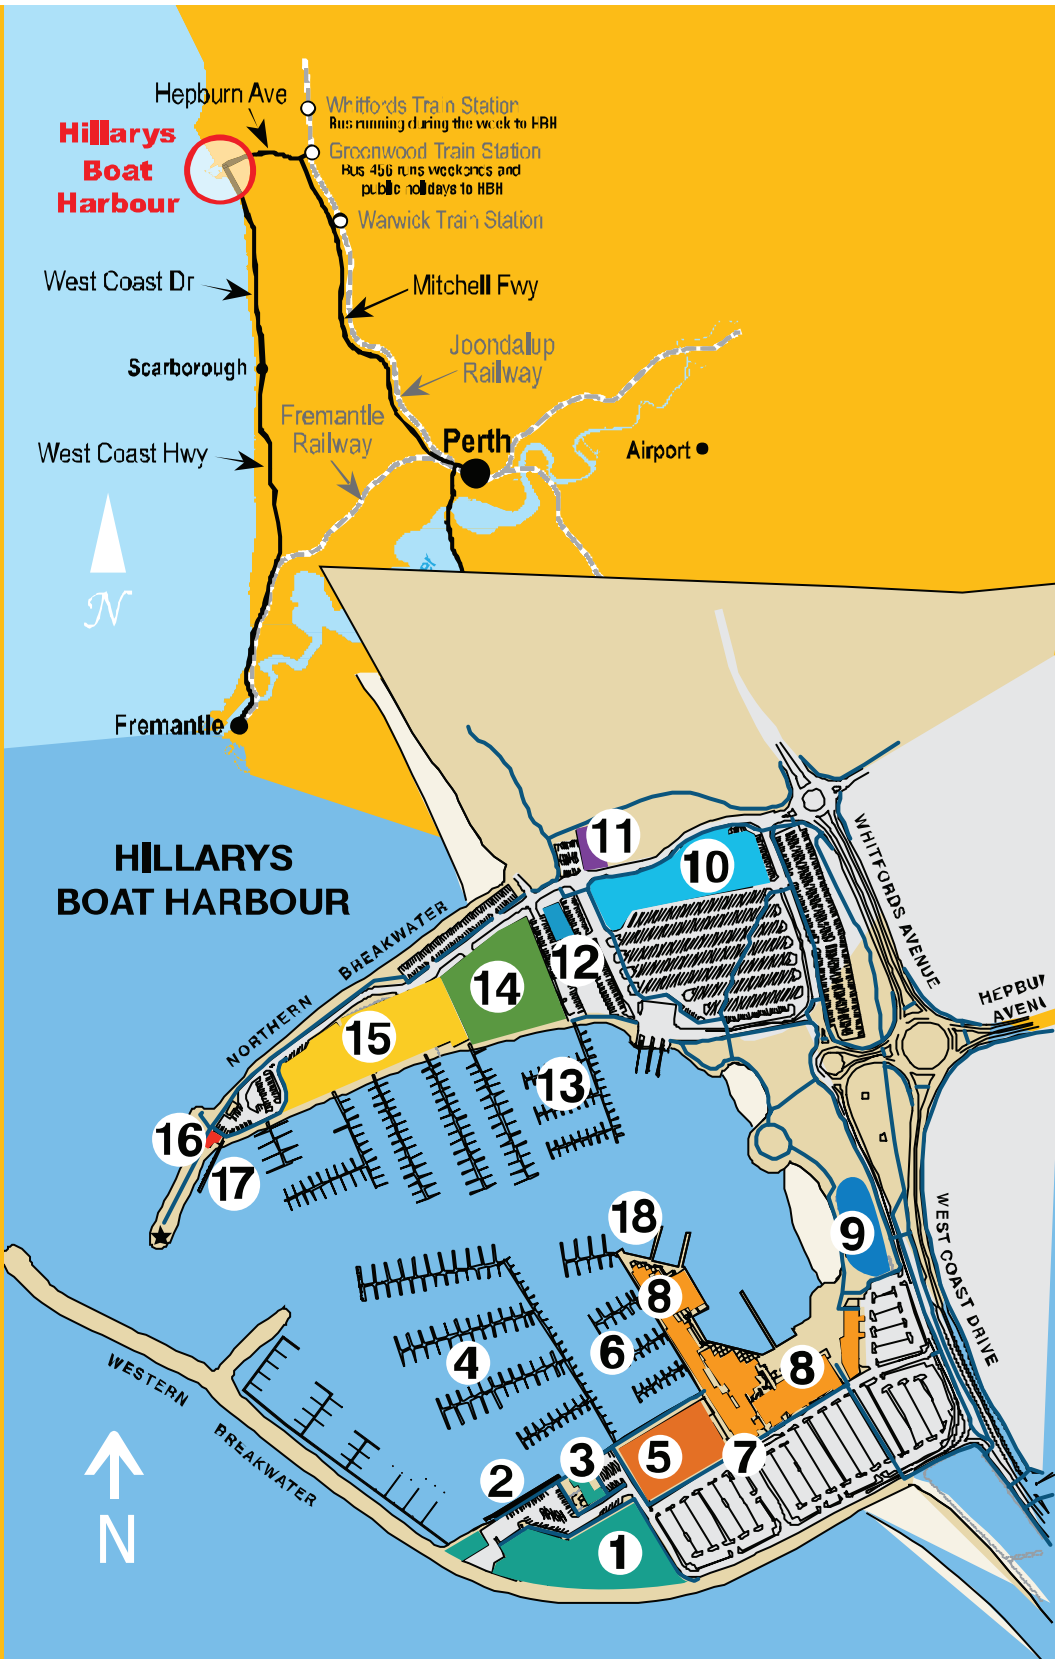 Hepburn Ave
Whitfords Train Station
Bus running during the week to HBH
Hillarys
Boat
Harbour
Greenwood Train Station
Bus 456 runs weekends and
public holidays to HBH
Warwick Train Station
West Coast Dr
Mitchell Fwy
Joondalup
Railway
Scarborough
Fremantle
Railway
Perth
Airport
West Coast Hwy
N
Fremantle
HILLARYS
BOAT HARBOUR
11
10
WHITFORDS AVENUE
NORTHERN BREAKWATER
12
14
15
13
HEPBU
AVEN
16
17
18
9
WEST COAST DRIVE
8
6
4
8
WESTERN BREAKWATER
5
7
3
2
1
N